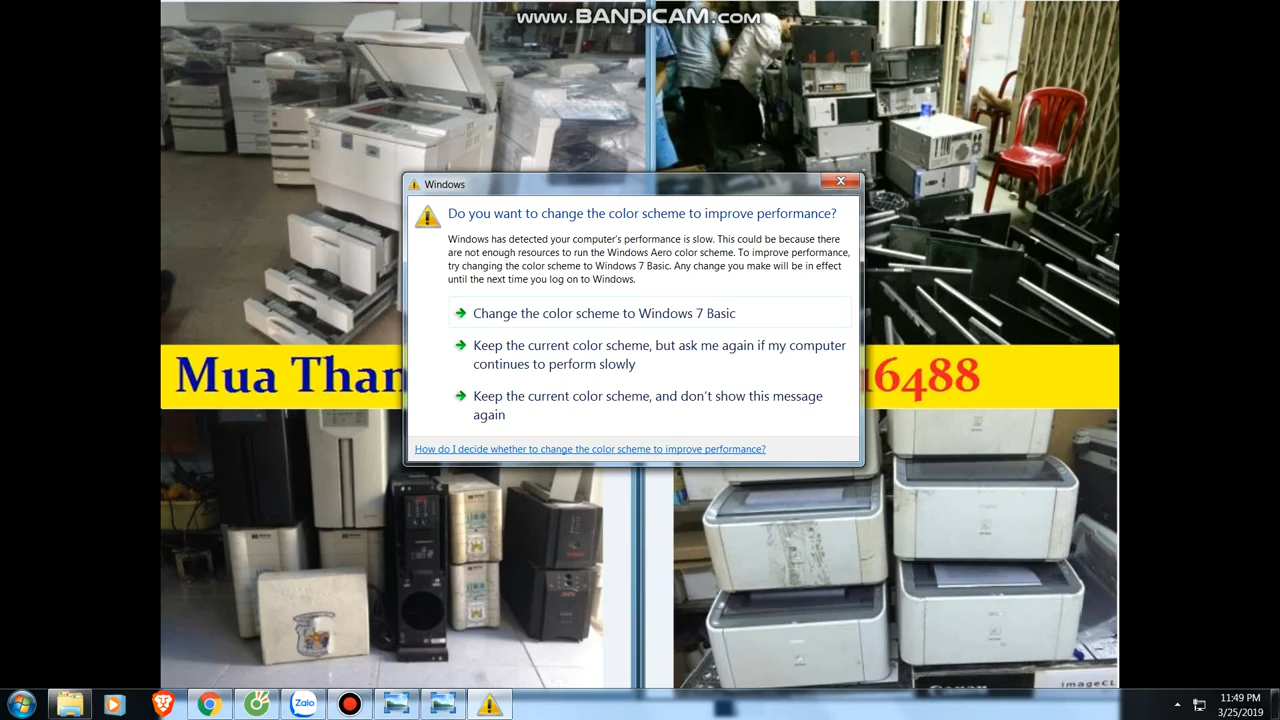 www.BANDICAM.com
Windows
Do you want to change the color scheme to improve performance?
Windows has detected your computer's performance is slow. This could be because there
are not enough resources to run the Windows Aero color scheme. To improve performance,
try changing the color scheme to Windows 7 Basic. Any change you make will be in effect
until the next time you log on to Windows.
Change the color scheme to Windows 7 Basic
Keep the current color scheme, but ask me again if my computer
continues to perform slowly
Keep the current color scheme, and don't show this message
again
Mua Than 6488
How do I decide whether to change the color scheme to improve performance?
Canon
imageCL
Zalo
11:49 PM
3/25/2019